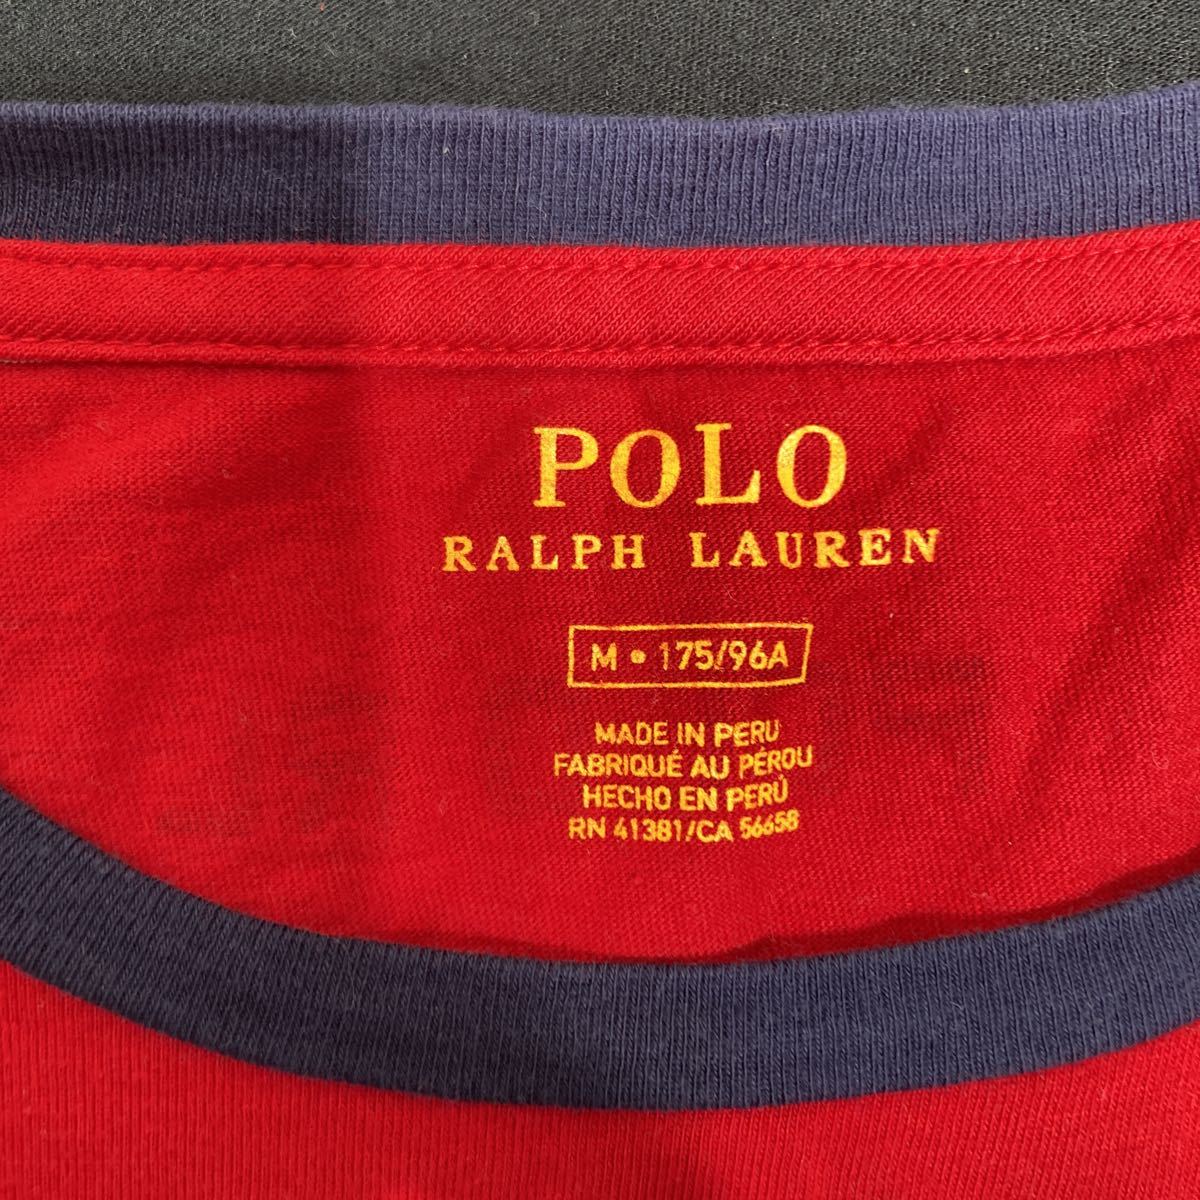 POLO
RALPH LAUREN
M • 175/96A
MADE IN PERU
FABRIQUÉ AU PÉROU
HECHO EN PERÚ
RN 41381/CA 56658